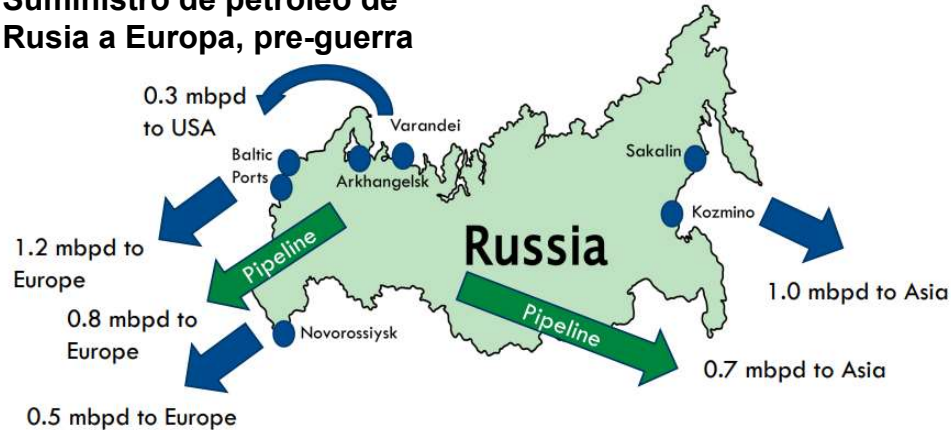 Suministro de petróleo de
Rusia a Europa, pre-guerra
0.3 mbpd
to USA
Varandei
Baltic
Ports
Arkhangelsk
Sakalin
Kozmino
Russia
1.2 mbpd to
Europe
Pipeline
0.8 mbpd to
Europe
Novorossiysk
Pipeline
1.0 mbpd to Asia
0.7 mbpd to Asia
0.5 mbpd to Europe